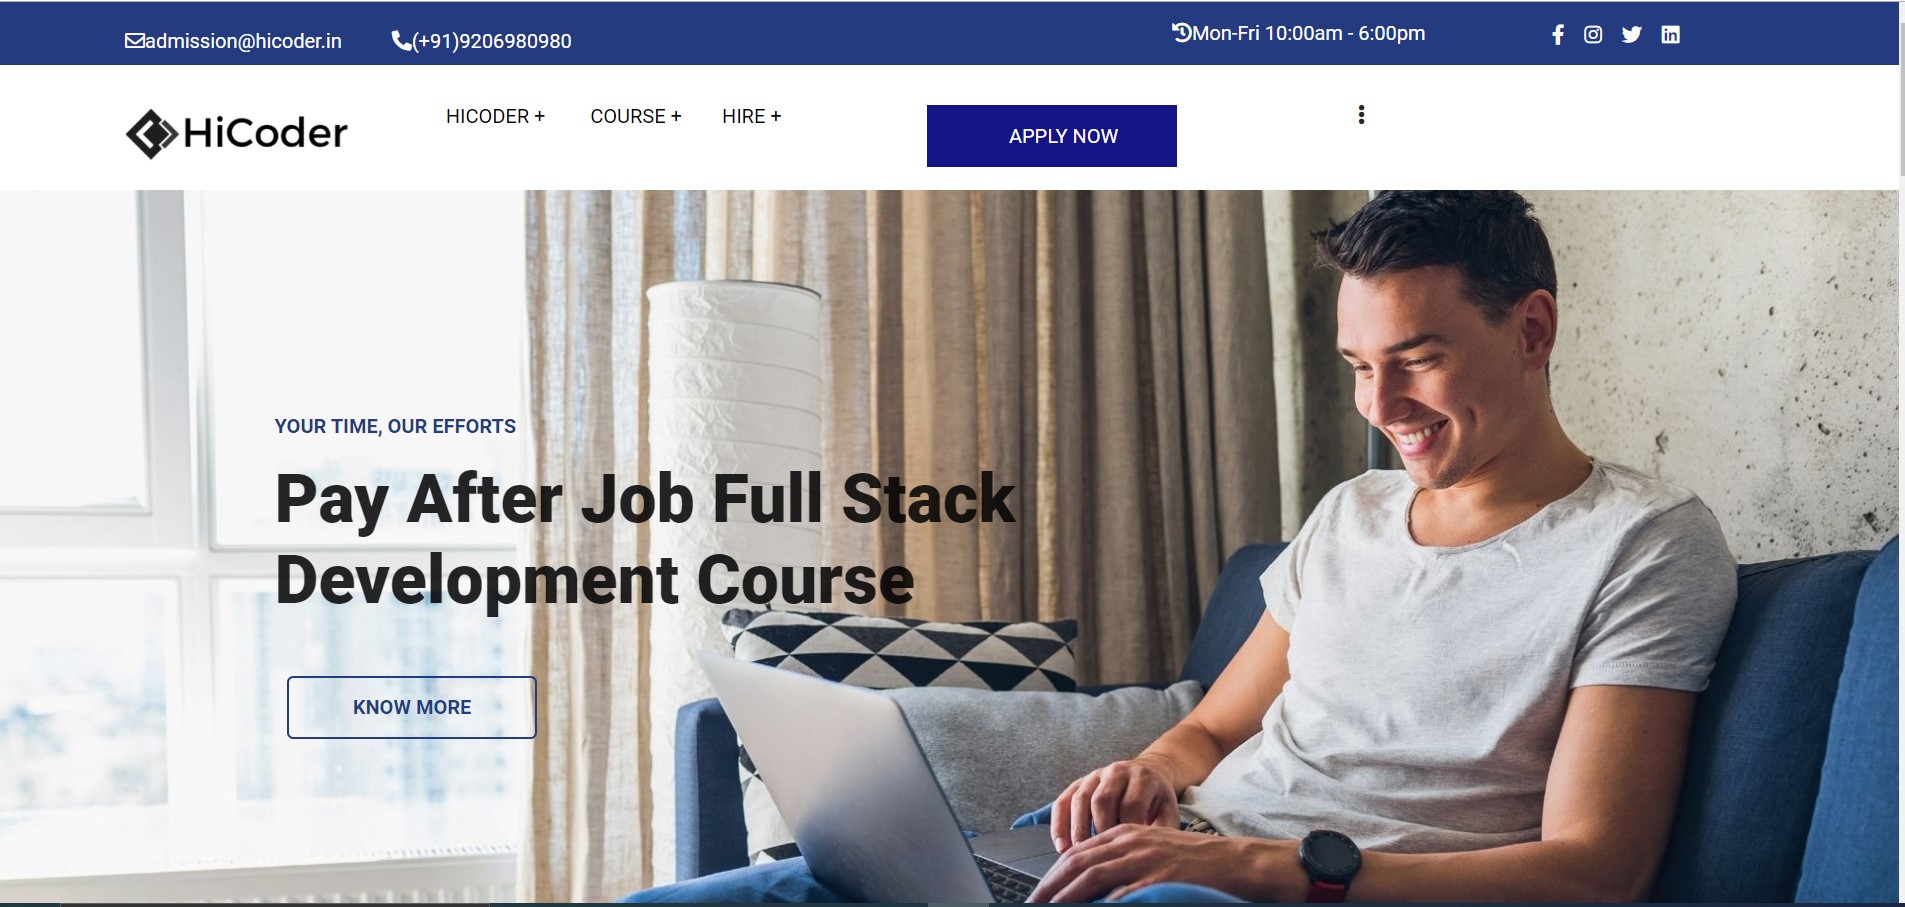 admission@hicoder.in
(+91)9206980980
Mon-Fri 10:00am - 6:00pm
HiCoder
HICODER +
COURSE +
HIRE +
APPLY NOW
YOUR TIME, OUR EFFORTS
Pay After Job Full Stack
Development Course
KNOW MORE